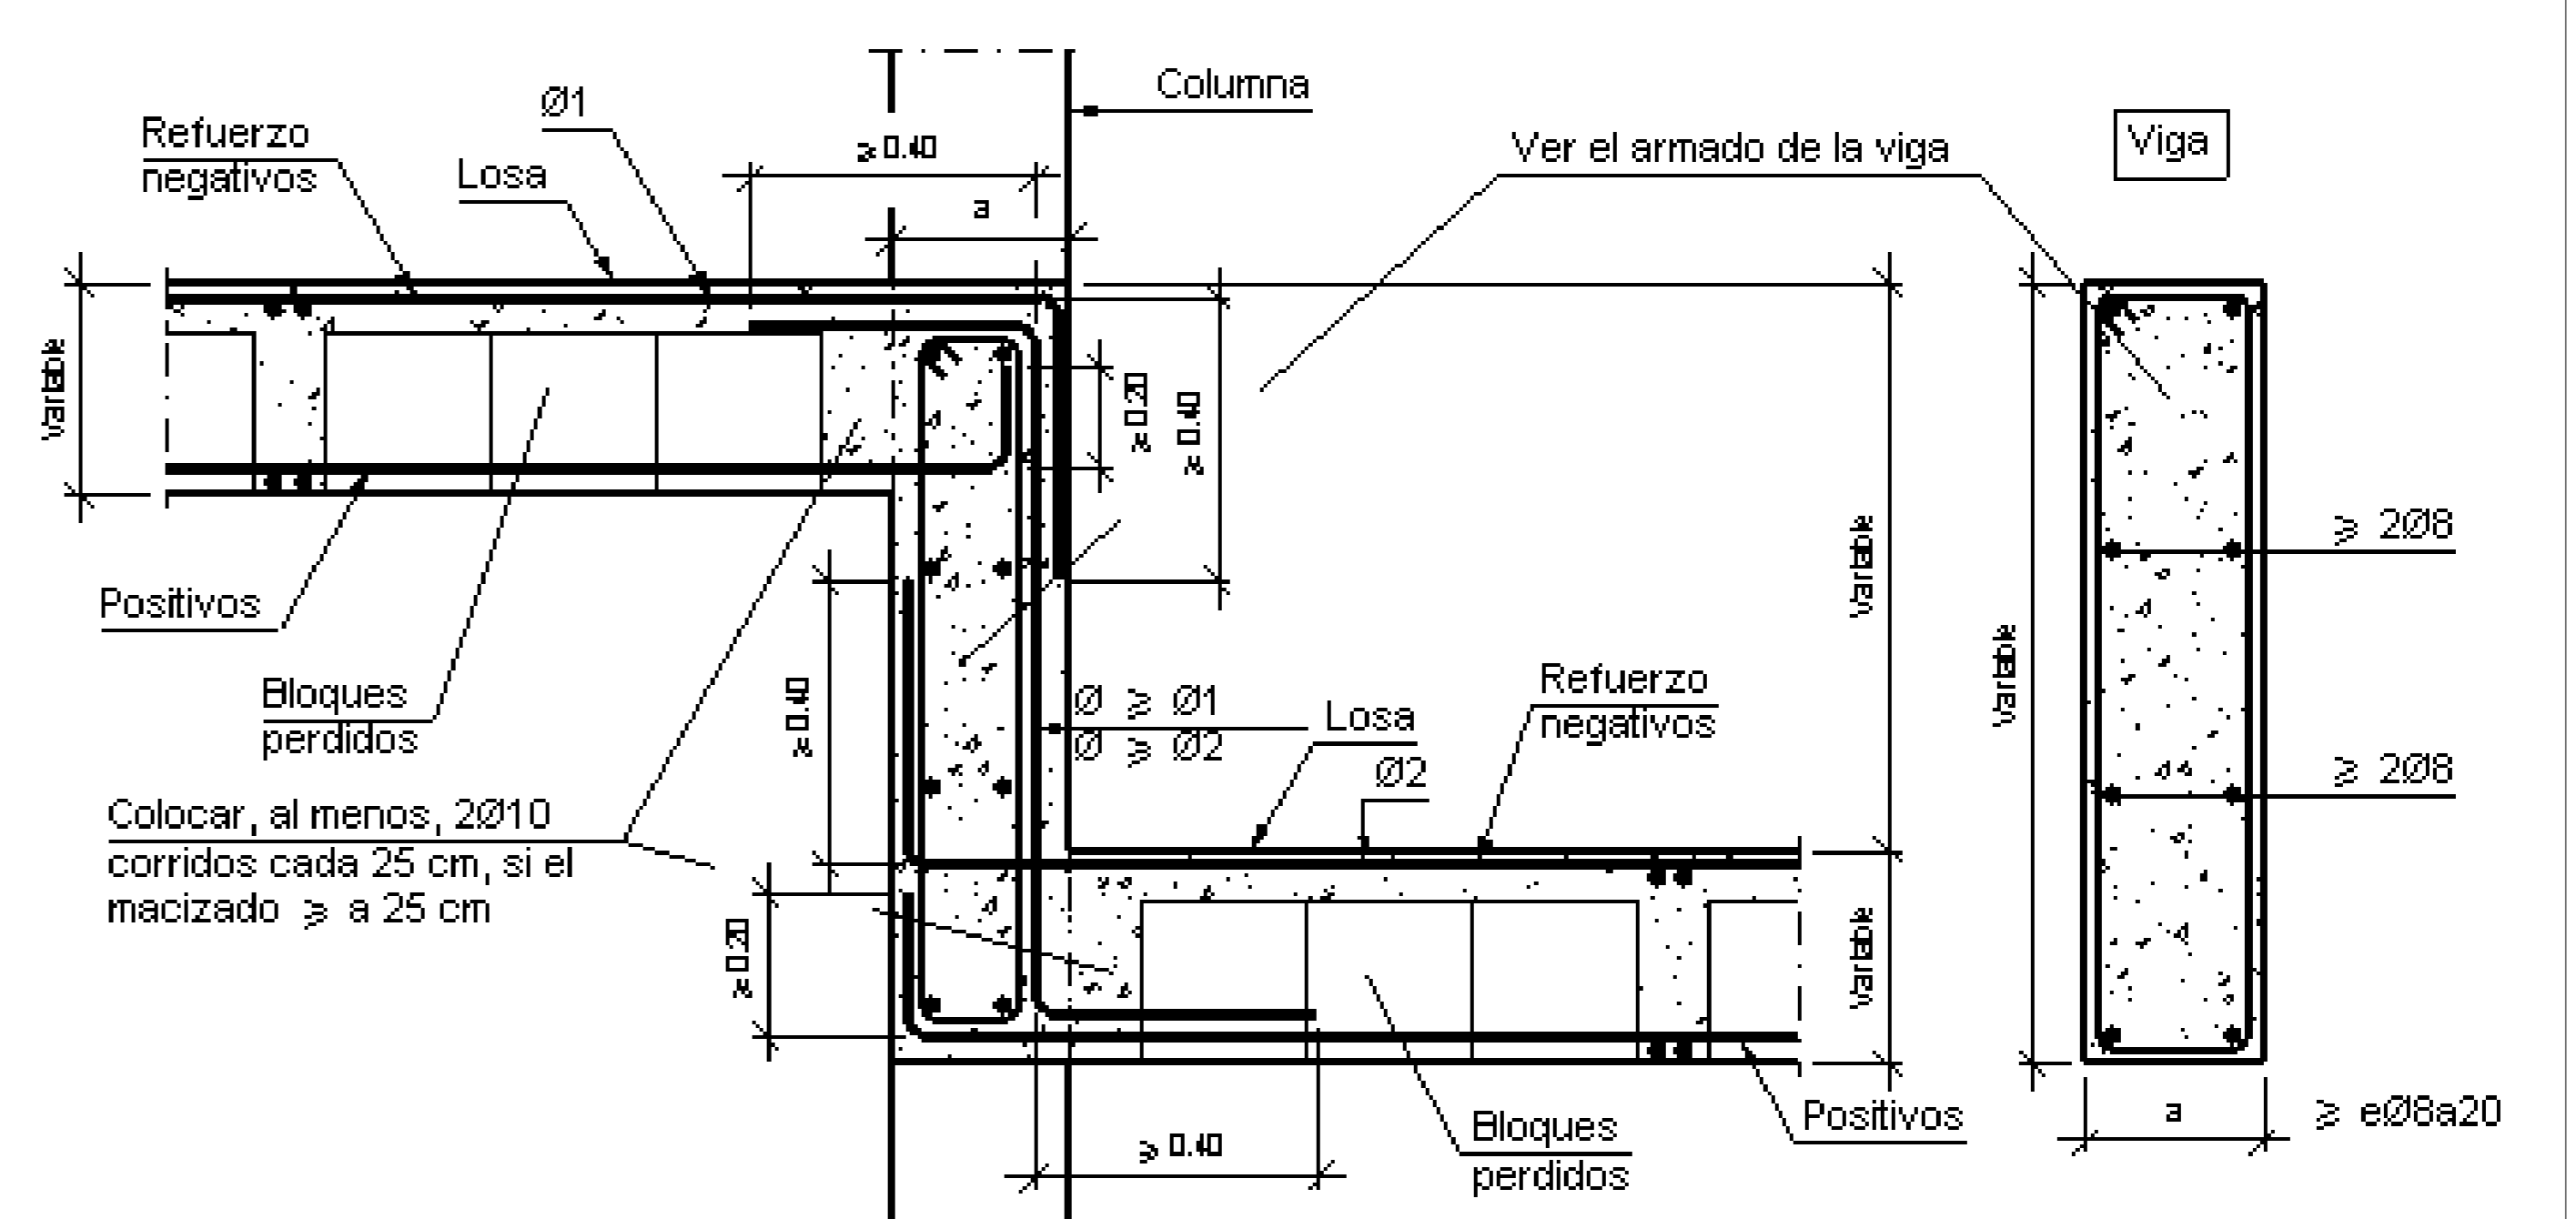 Columna
Ø1
Refuerzo
negativos
Losa
≥ 0.40
a
Ver el armado de la viga
Viga
Variable
≥ 0.20
≥ 0.40
Variable
Variable
≥ 2Ø8
≥ 2Ø8
Positivos
Bloques
perdidos
≥ 0.40
Ø ≥ Ø1
Ø ≥ Ø2
Losa
Refuerzo
negativos
Ø2
Colocar, al menos, 2Ø10
corridos cada 25 cm, si el
macizado ≥ a 25 cm
≥ 0.20
Variable
≥ 0.40
Bloques
perdidos
Positivos
a
≥ eØ8a20